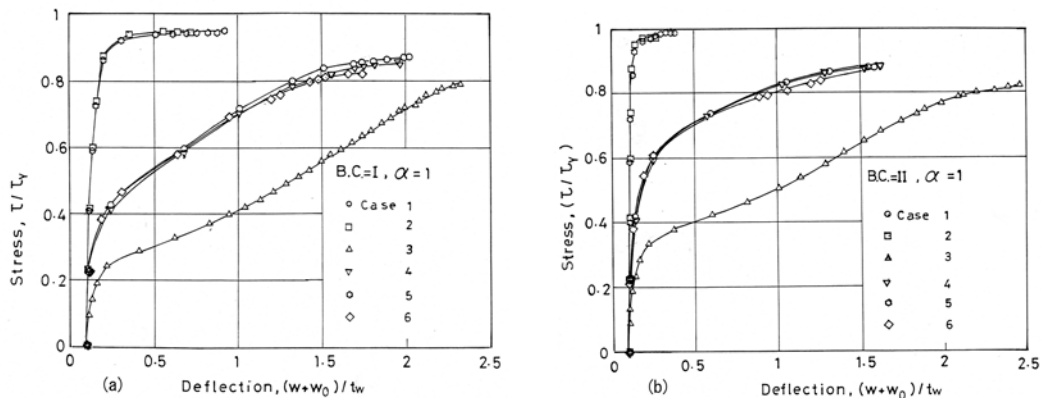 1
0.8
0.6
0.4
0.2
0
Stress, τ/τY
B.C.=I, α=1
Case 1
2
3
4
5
6
0 0.5 1 1.5 2 2.5
(a) Deflection, (w+w0)/tw
1
0.8
0.6
0.4
0.2
0
Stress, (τ/τY)
B.C.=II, α=1
Case 1
2
3
4
5
6
0 0.5 1 1.5 2 2.5
(b) Deflection, (w+w0)/tw